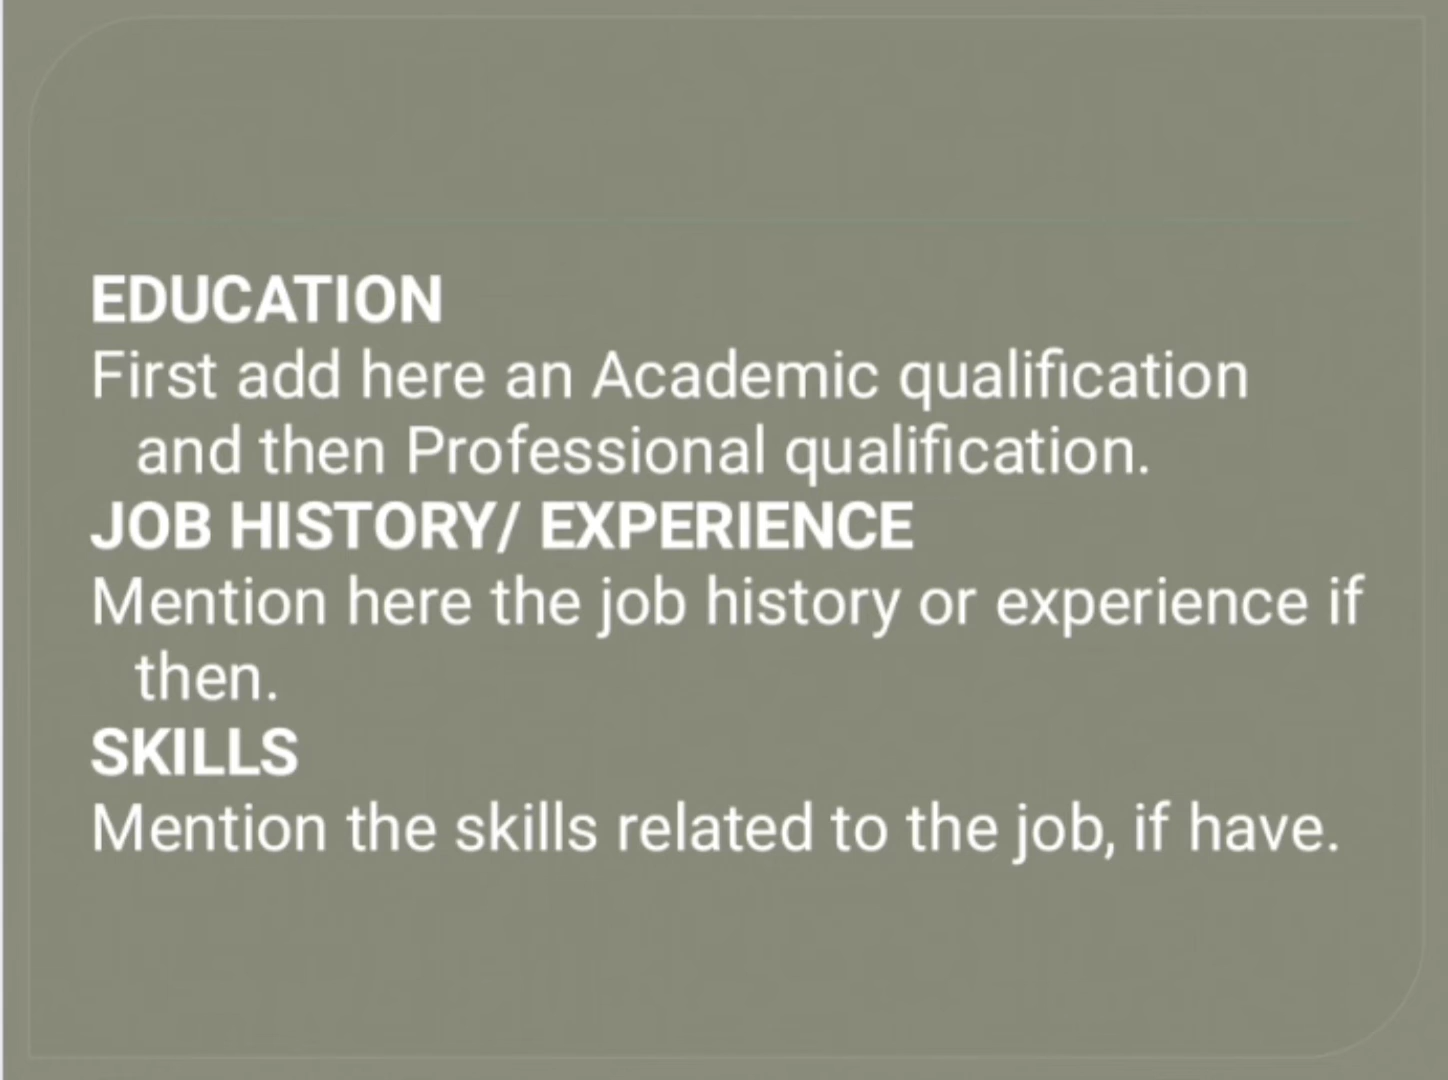 EDUCATION
First add here an Academic qualification
and then Professional qualification.
JOB HISTORY/ EXPERIENCE
Mention here the job history or experience if
then.
SKILLS
Mention the skills related to the job, if have.